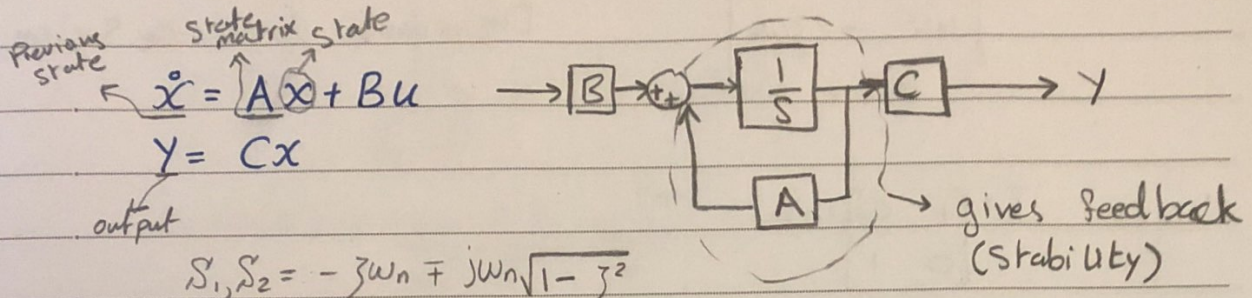 Previous state
State matrix
State
ẋ = Ax + Bu
Y = Cx
output
B
++
1/S
C
Y
A
gives feedback
(Stability)
S₁, S₂ = - ζωn ∓ jωn√1 - ζ²